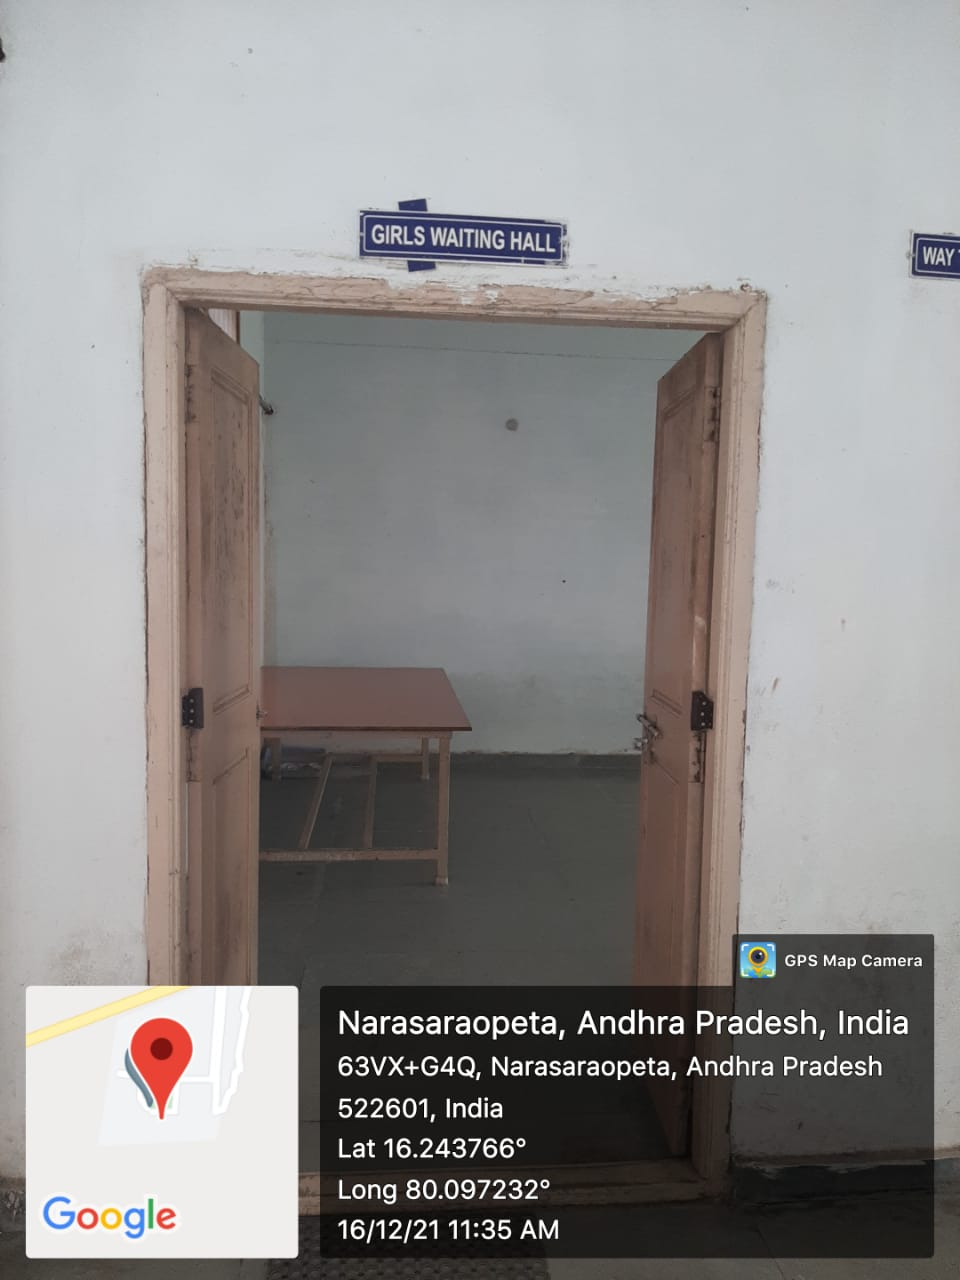 GIRLS WAITING HALL
WAY
GPS Map Camera
Narasaraopeta, Andhra Pradesh, India
63VX+G4Q, Narasaraopeta, Andhra Pradesh
522601, India
Lat 16.243766°
Long 80.097232°
16/12/21 11:35 AM
Google